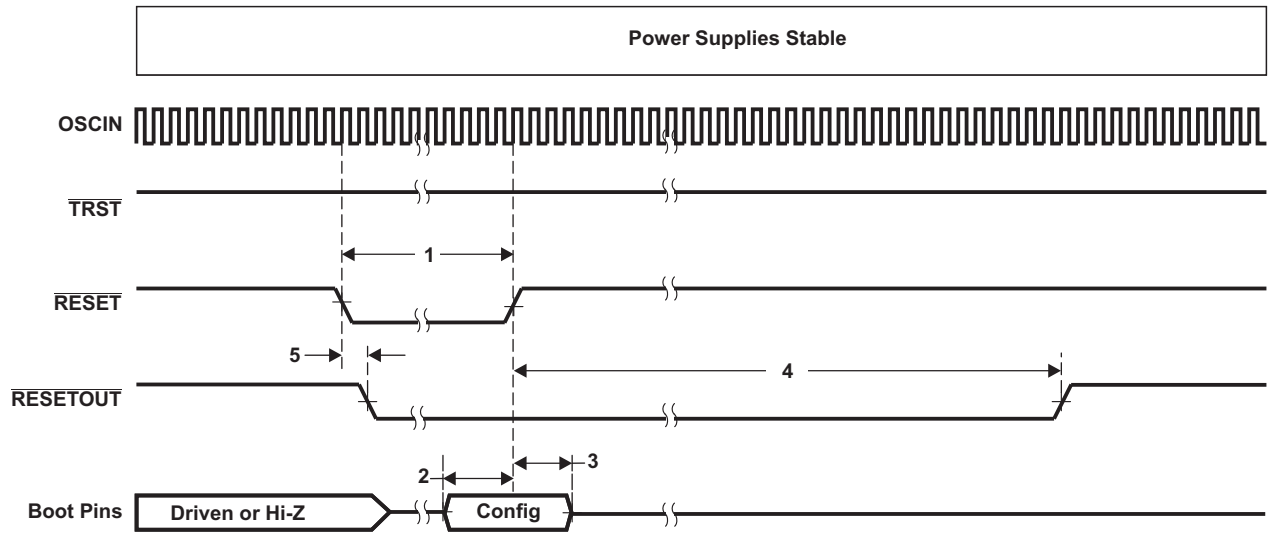 Power Supplies Stable
OSCIN
TRST
1
RESET
5
4
RESETOUT
2
3
Boot Pins
Driven or Hi-Z
Config